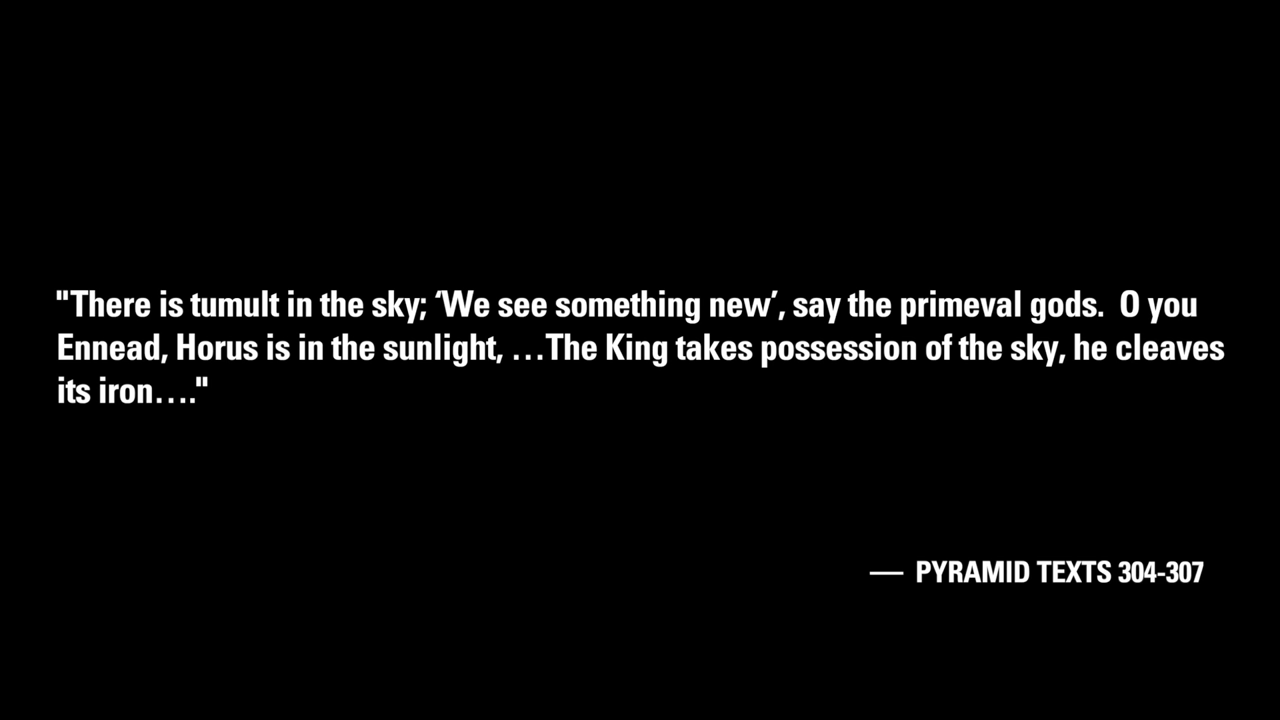 "There is tumult in the sky; ‘We see something new’, say the primeval gods.  O you
Ennead, Horus is in the sunlight, …The King takes possession of the sky, he cleaves
its iron…."
— PYRAMID TEXTS 304-307